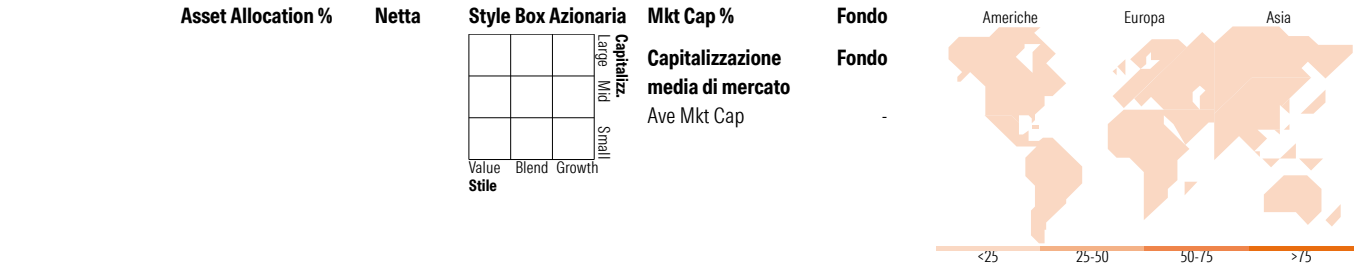 Asset Allocation % Netta
Style Box Azionaria
Capitalizz.
Large Mid Small
Value Blend Growth
Stile
Mkt Cap % Fondo
Capitalizzazione Fondo
media di mercato
Ave Mkt Cap -
Americhe Europa Asia
<25 25-50 50-75 >75